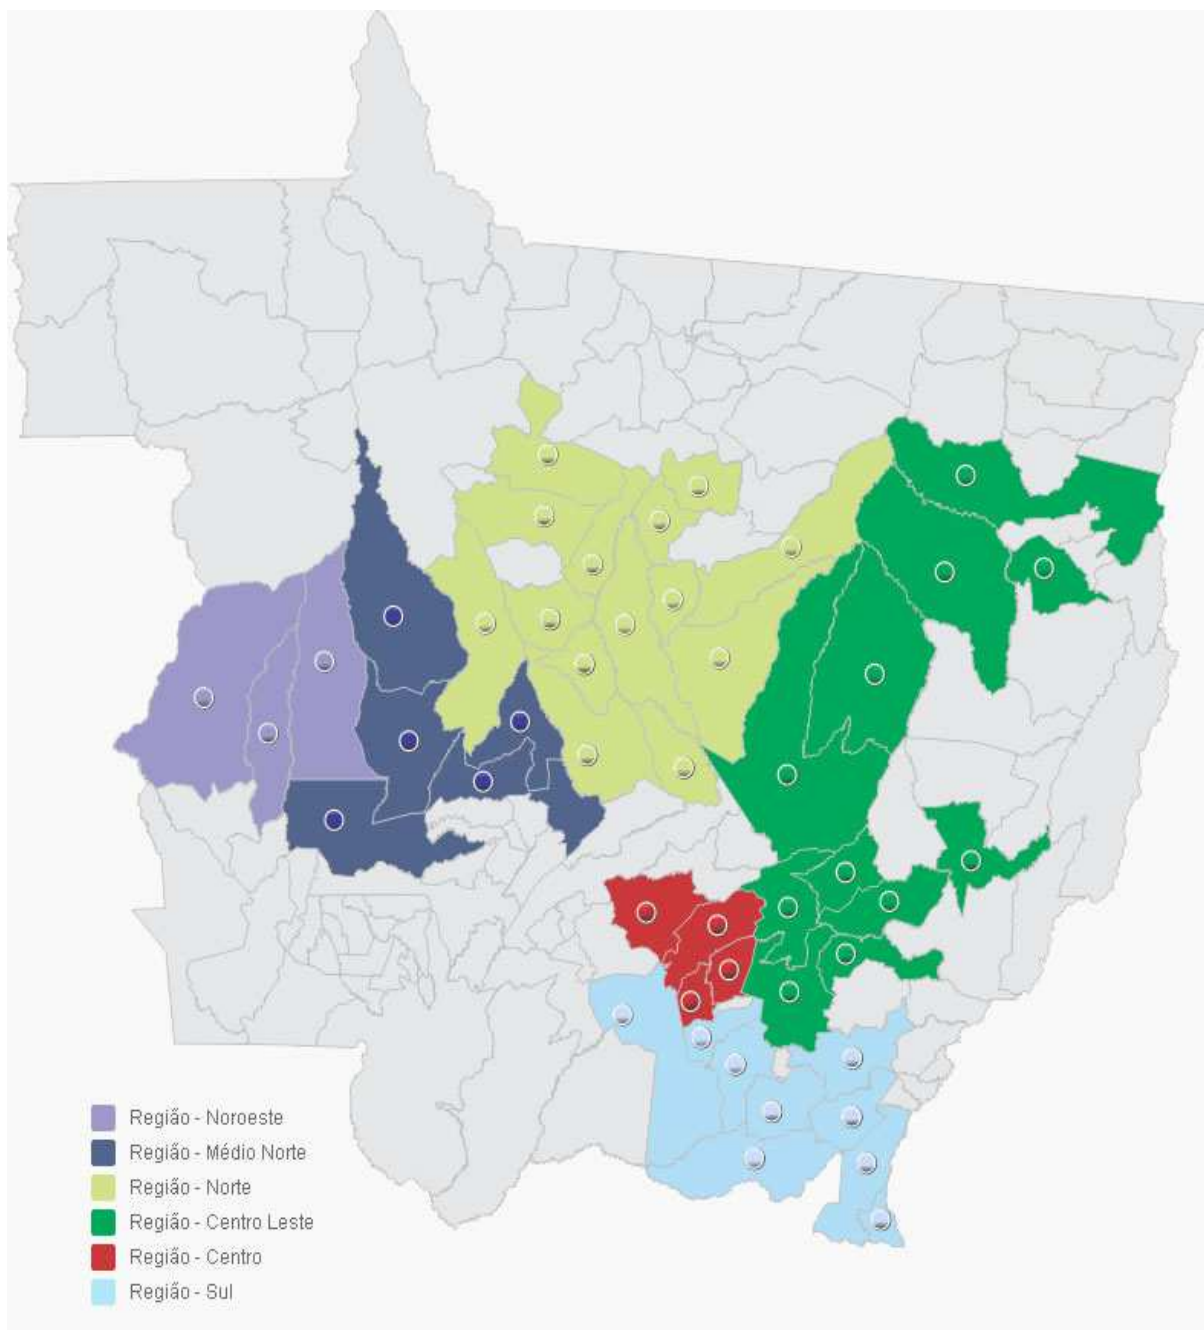 Região - Noroeste
Região - Médio Norte
Região - Norte
Região - Centro Leste
Região - Centro
Região - Sul